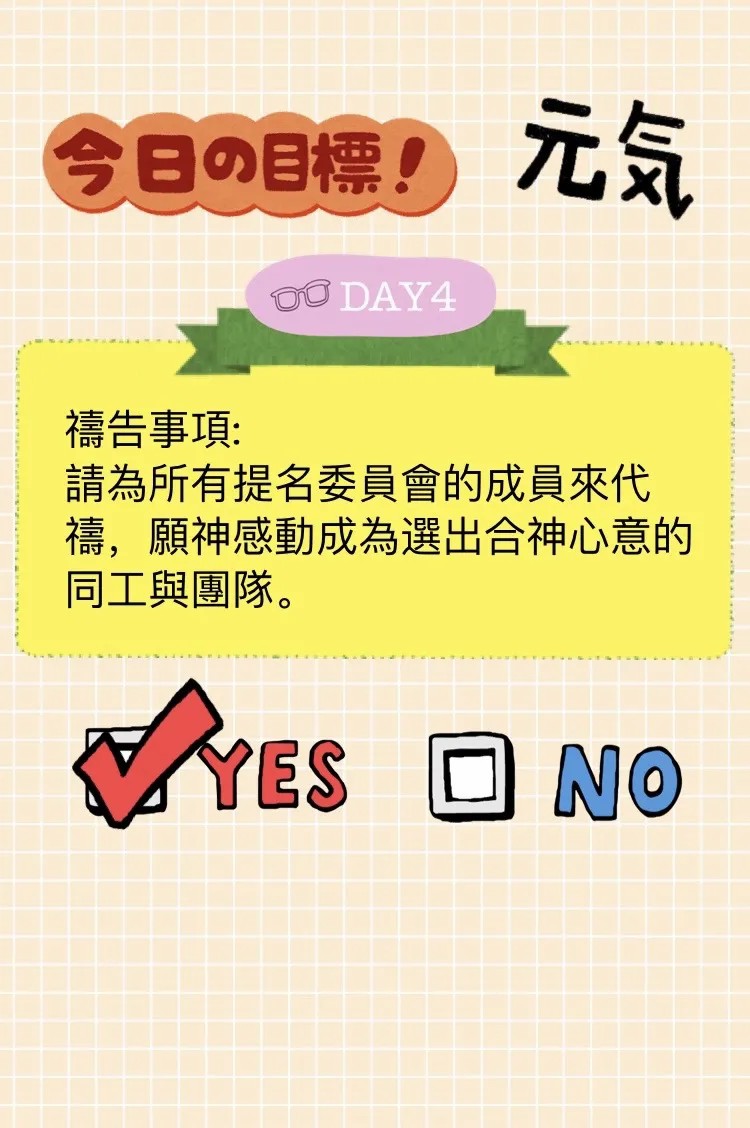 今日の目標！
元気
DAY4
禱告事項:
請為所有提名委員會的成員來代
禱，願神感動成為選出合神心意的
同工與團隊。
YES
NO